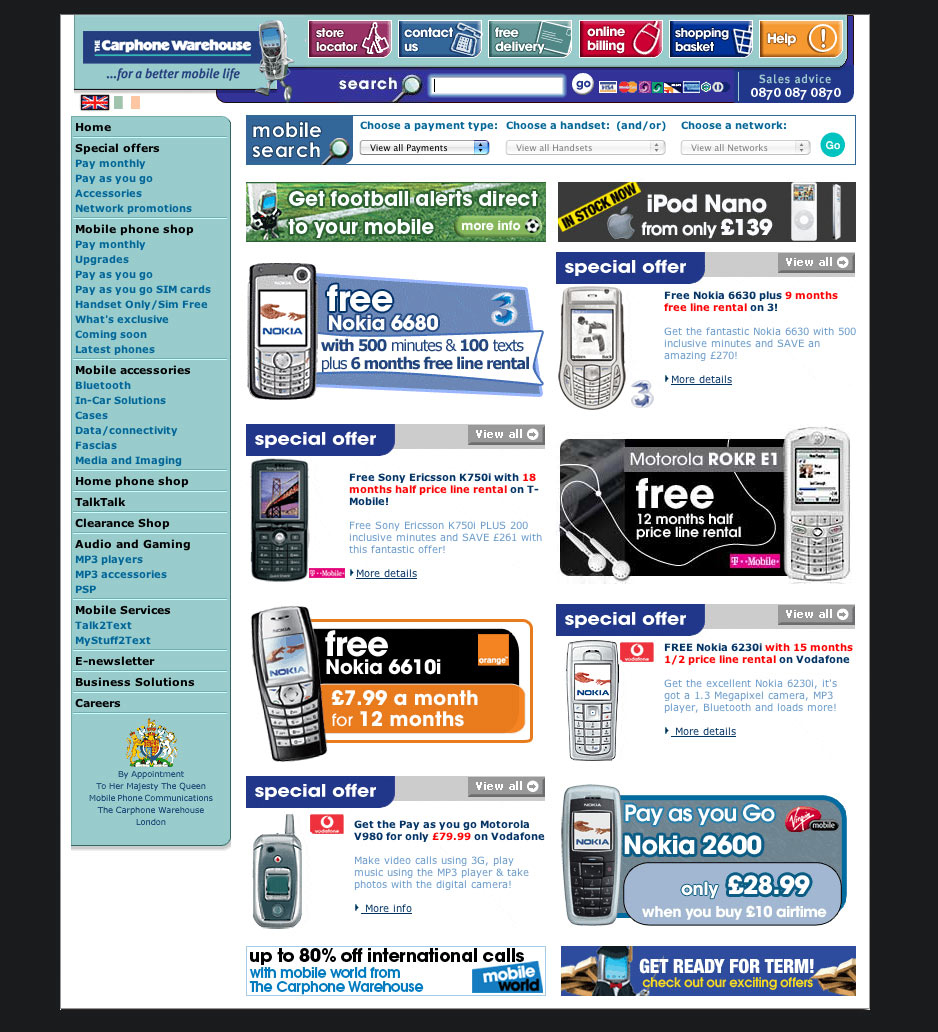 THE Carphone Warehouse
...for a better mobile life
store locator
contact us
free delivery
online billing
shopping basket
Help
search
go
VISA
Sales advice
0870 087 0870
Home
Special offers
Pay monthly
Pay as you go
Accessories
Network promotions
Mobile phone shop
Pay monthly
Upgrades
Pay as you go
Pay as you go SIM cards
Handset Only/Sim Free
What's exclusive
Coming soon
Latest phones
Mobile accessories
Bluetooth
In-Car Solutions
Cases
Data/connectivity
Fascias
Media and Imaging
Home phone shop
TalkTalk
Clearance Shop
Audio and Gaming
MP3 players
MP3 accessories
PSP
Mobile Services
Talk2Text
MyStuff2Text
E-newsletter
Business Solutions
Careers
By Appointment
To Her Majesty The Queen
Mobile Phone Communications
The Carphone Warehouse
London
mobile search
Choose a payment type:
Choose a handset: (and/or)
Choose a network:
View all Payments
View all Handsets
View all Networks
Go
Get football alerts direct
to your mobile
more info
IN STOCK NOW
iPod Nano
from only £139
NOKIA
free
Nokia 6680
3
with 500 minutes & 100 texts
plus 6 months free line rental
special offer
View all
Free Nokia 6630 plus 9 months
free line rental on 3!
Get the fantastic Nokia 6630 with 500
inclusive minutes and SAVE an
amazing £270!
More details
3
special offer
View all
Free Sony Ericsson K750i with 18
months half price line rental on T-
Mobile!
Free Sony Ericsson K750i PLUS 200
inclusive minutes and SAVE £261 with
this fantastic offer!
T-Mobile
More details
Motorola ROKR E1
free
12 months half
price line rental
T-Mobile
NOKIA
free
Nokia 6610i
orange
£7.99 a month
for 12 months
special offer
View all
NOKIA
vodafone
FREE Nokia 6230i with 15 months
1/2 price line rental on Vodafone
Get the excellent Nokia 6230i, it's
got a 1.3 Megapixel camera, MP3
player, Bluetooth and loads more!
More details
special offer
View all
vodafone
Get the Pay as you go Motorola
V980 for only £79.99 on Vodafone
Make video calls using 3G, play
music using the MP3 player & take
photos with the digital camera!
More info
NOKIA
NOKIA
Pay as you Go
Nokia 2600
Virgin mobile
only £28.99
when you buy £10 airtime
up to 80% off international calls
with mobile world from
The Carphone Warehouse
mobile world
GET READY FOR TERM!
check out our exciting offers